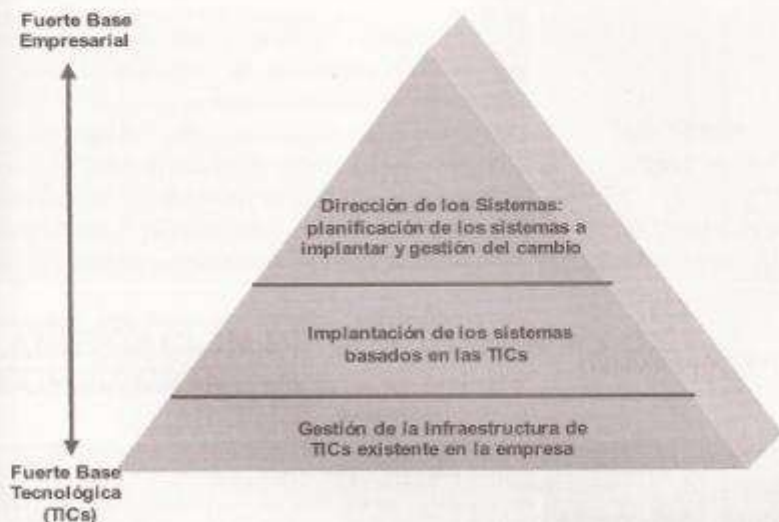 Fuerte Base
Empresarial
Dirección de los Sistemas:
planificación de los sistemas a
implantar y gestión del cambio
Implantación de los sistemas
basados en las TICs
Gestión de la Infraestructura de
TICs existente en la empresa
Fuerte Base
Tecnológica
(TICs)